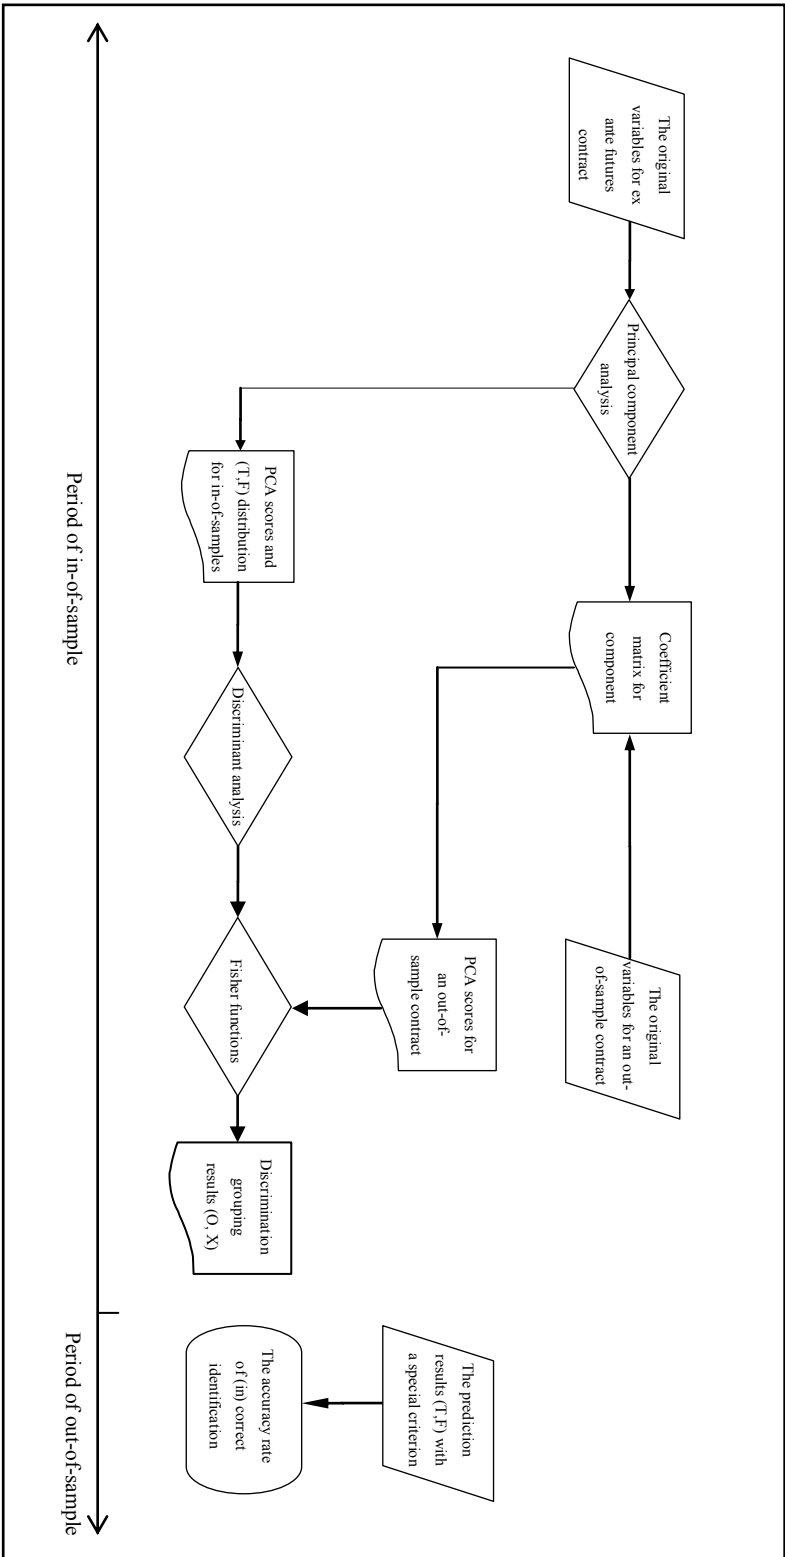 The original
variables for ex
ante futures
contract
Principal component
analysis
Coefficient
matrix for
component
The original
variables for an out-
of-sample contract
PCA scores and
(T,F) distribution
for in-of-samples
Discriminant analysis
PCA scores for
an out-of-
sample contract
Fisher functions
Discrimination
grouping
results (O, X)
The prediction
results (T,F) with
a special criterion
The accuracy rate
of (in) correct
identification
Period of in-of-sample
Period of out-of-sample